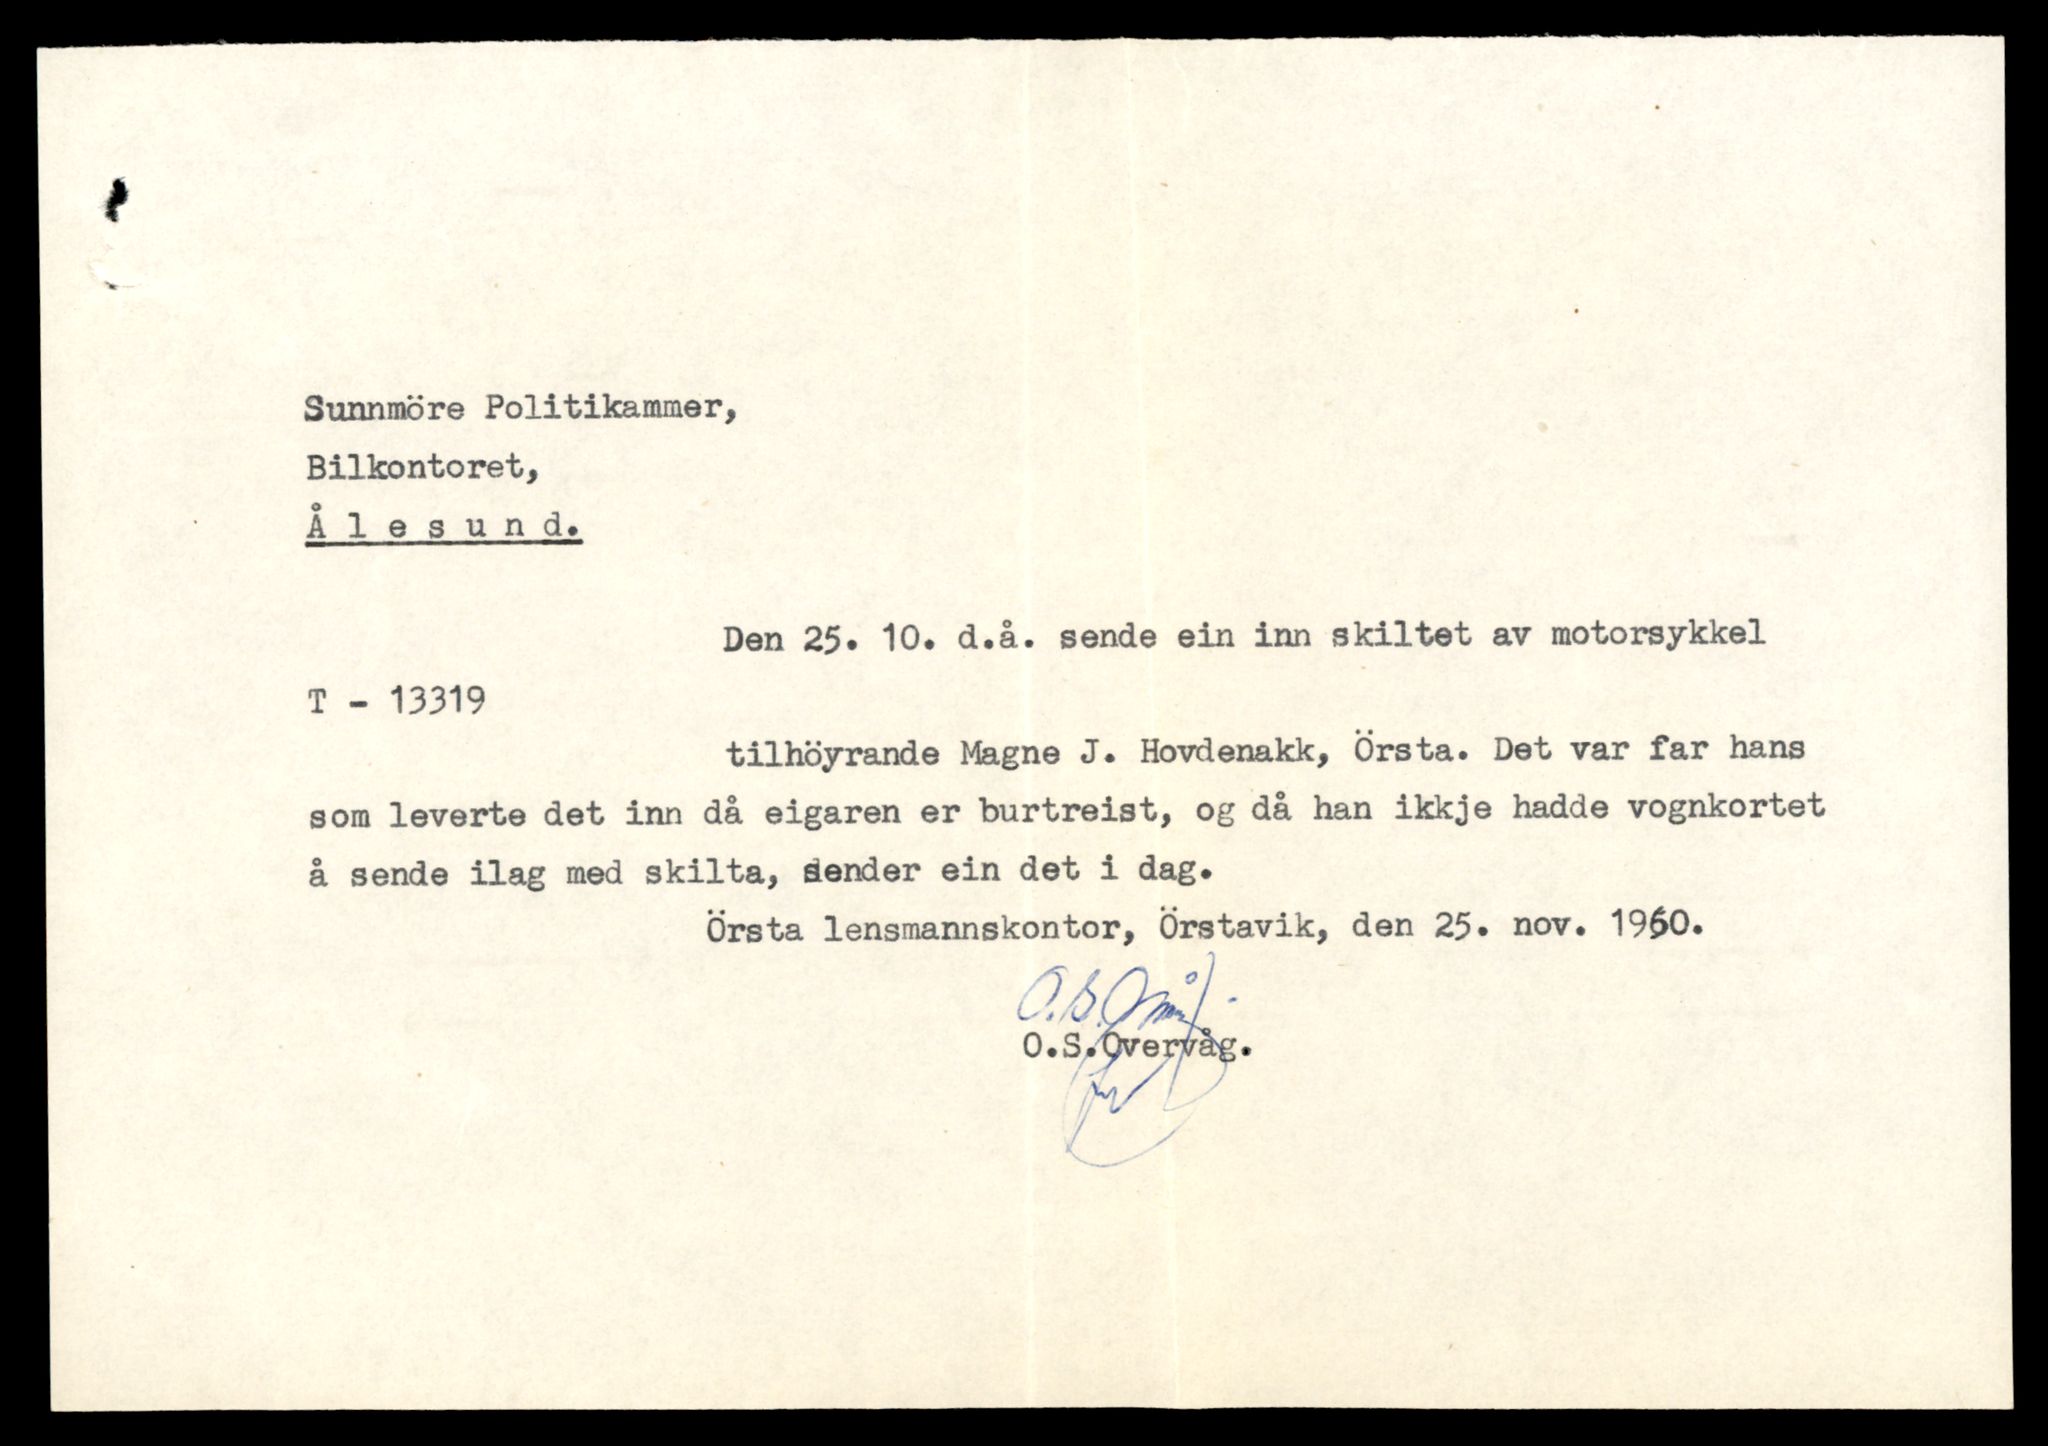 Sunnmöre Politikammer,
Bilkontoret,
Å l e s u n d.
Den 25. 10. d.å. sende ein inn skiltet av motorsykkel
T - 13319
tilhöyrande Magne J. Hovdenakk, Örsta. Det var far hans
som leverte det inn då eigaren er burtreist, og då han ikkje hadde vognkortet
å sende ilag med skilta, sender ein det i dag.
Örsta lensmannskontor, Örstavik, den 25. nov. 1960.
O.S.
O.S.Overvåg.